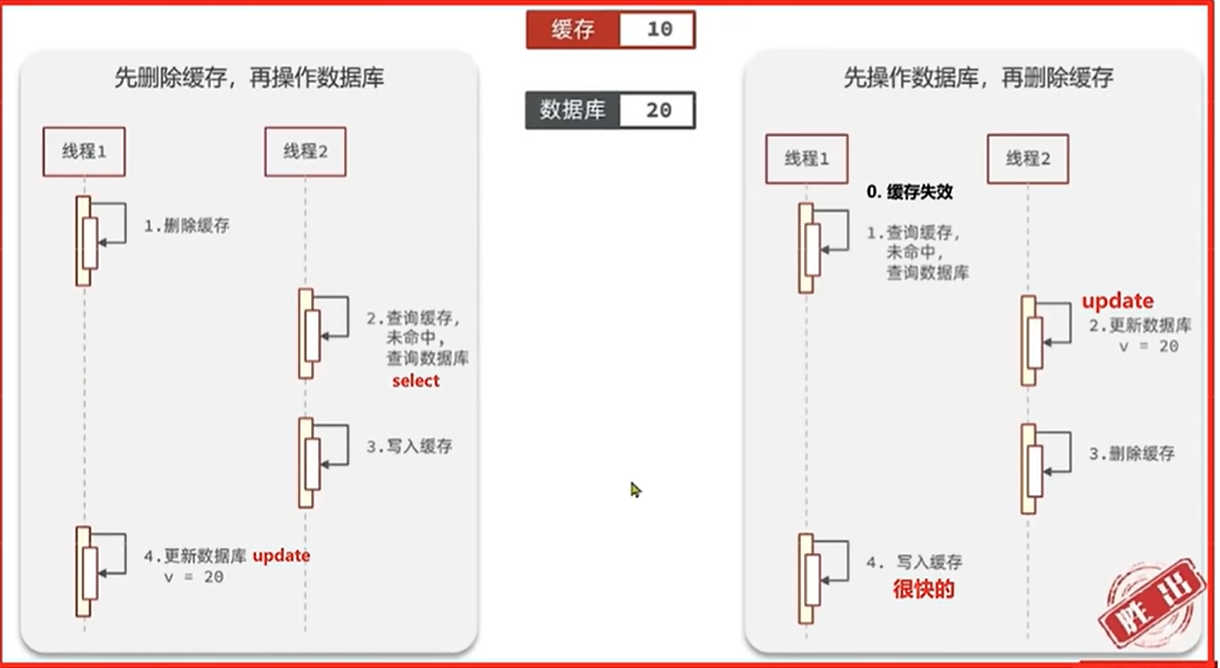 缓存 10
数据库 20
先删除缓存，再操作数据库
线程1
线程2
1.删除缓存
2.查询缓存，
未命中，
查询数据库
select
3.写入缓存
4.更新数据库 update
v = 20
先操作数据库，再删除缓存
线程1
线程2
0. 缓存失效
1.查询缓存，
未命中，
查询数据库
update
2.更新数据库
v = 20
3.删除缓存
4. 写入缓存
很快的
胜出